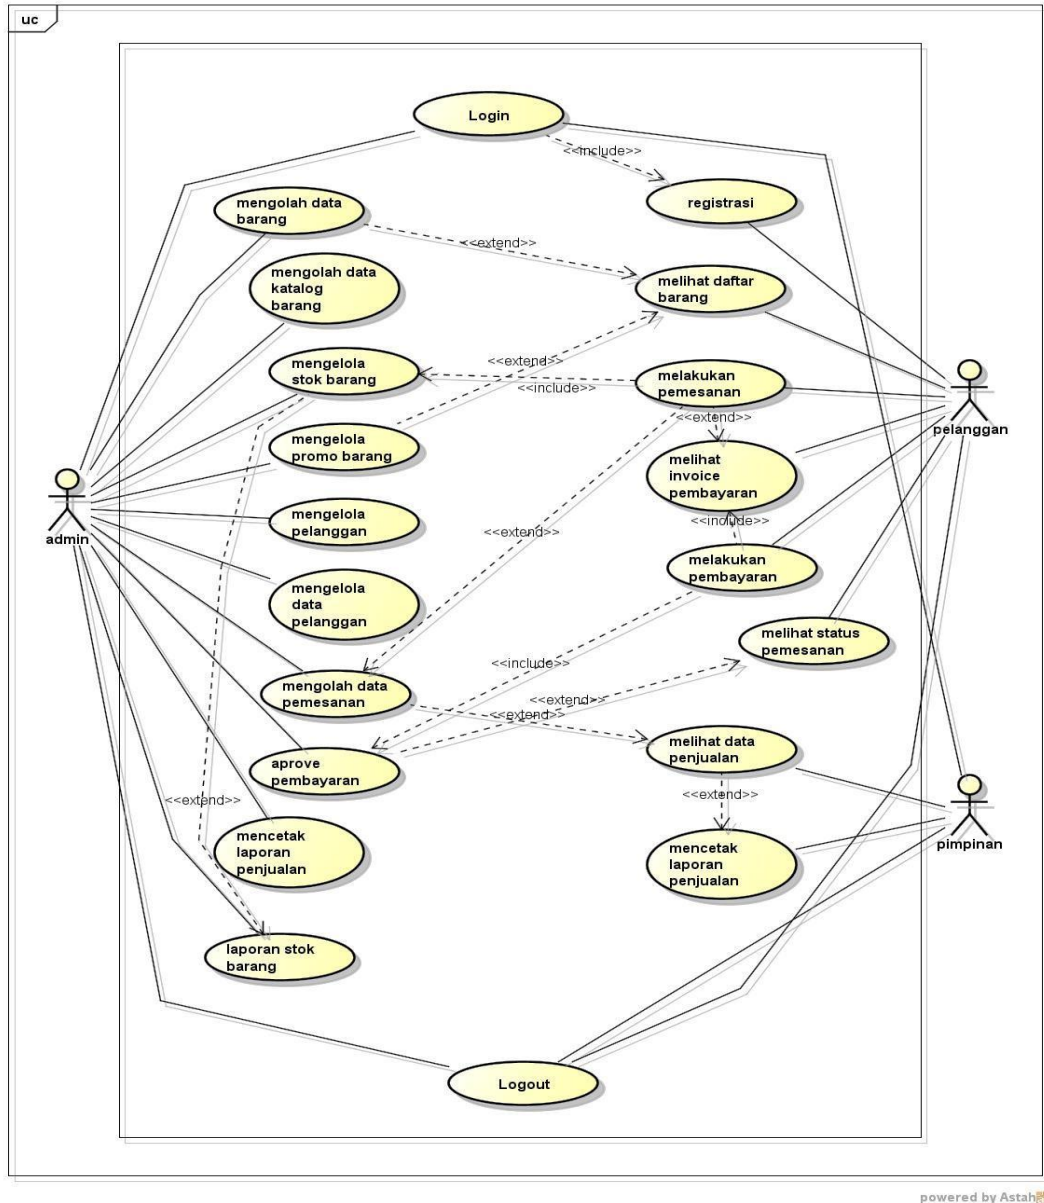 uc
Login
<<include>>
registrasi
mengolah data
barang
<<extend>>
mengolah data
katalog
barang
melihat daftar
barang
mengelola
stok barang
<<extend>>
<<include>>
melakukan
pemesanan
<<extend>>
mengelola
promo barang
melihat
invoice
pembayaran
pelanggan
admin
mengelola
pelanggan
<<extend>>
<<include>>
melakukan
pembayaran
mengelola
data
pelanggan
melihat status
pemesanan
<<include>>
mengolah data
pemesanan
<<extend>>
<<extend>>
melihat data
penjualan
aprove
pembayaran
<<extend>>
<<extend>>
mencetak
laporan
penjualan
mencetak
laporan
penjualan
pimpinan
laporan stok
barang
Logout
powered by Astah